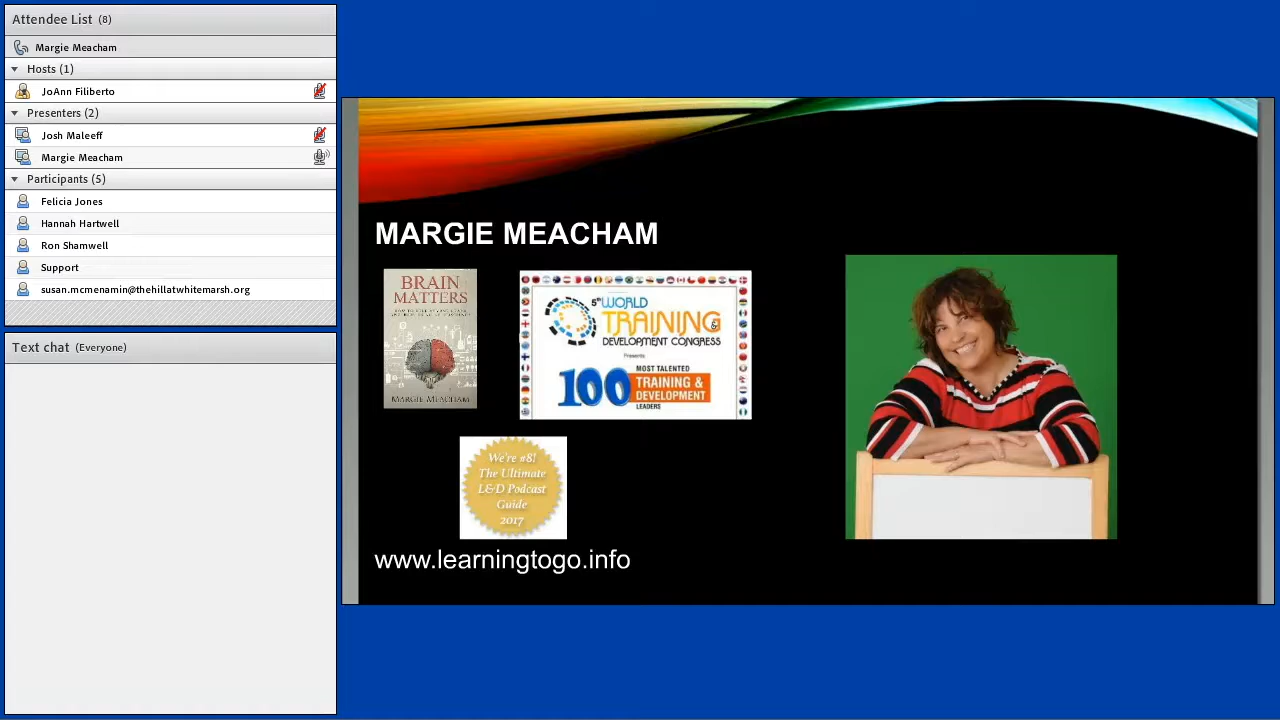 Attendee List (8)
Margie Meacham
Hosts (1)
JoAnn Filiberto
Presenters (2)
Josh Maleeff
Margie Meacham
Participants (5)
Felicia Jones
Hannah Hartwell
Ron Shamwell
Support
susan.mcmenamin@thehillatwhitemarsh.org
Text chat (Everyone)
MARGIE MEACHAM
BRAIN
MATTERS
MARGIE MEACHAM
5th WORLD
TRAINING &
DEVELOPMENT CONGRESS
Presents
100 MOST TALENTED
TRAINING &
DEVELOPMENT
LEADERS
We're #8!
The Ultimate
L&D Podcast
Guide
2017
www.learningtogo.info